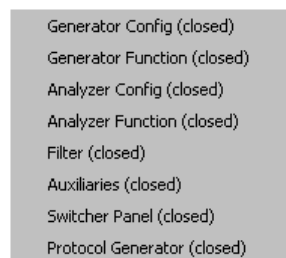 Generator Config (closed)
Generator Function (closed)
Analyzer Config (closed)
Analyzer Function (closed)
Filter (closed)
Auxiliaries (closed)
Switcher Panel (closed)
Protocol Generator (closed)